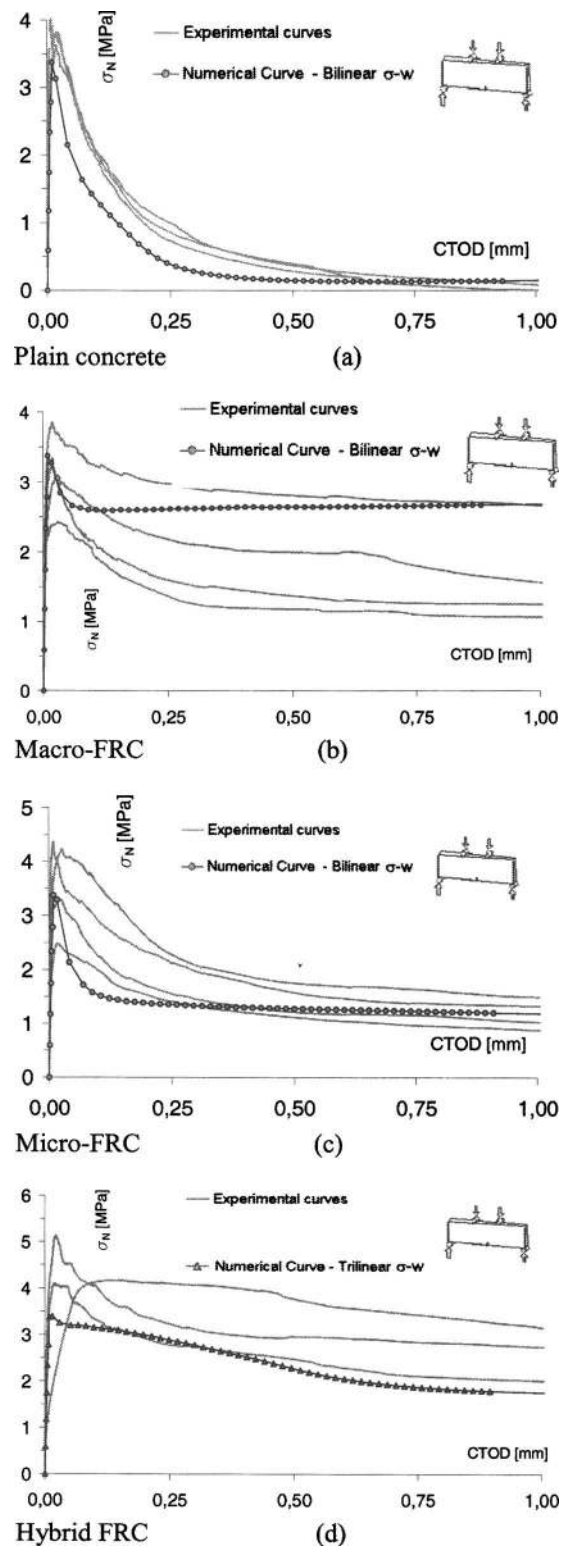 4
σN [MPa]
Experimental curves
Numerical Curve - Bilinear σ-w
3
2
1
CTOD [mm]
0
0,00 0,25 0,50 0,75 1,00
Plain concrete (a)
4
Experimental curves
Numerical Curve - Bilinear σ-w
3
2
1
σN [MPa]
CTOD [mm]
0
0,00 0,25 0,50 0,75 1,00
Macro-FRC (b)
5
σN [MPa]
Experimental curves
4
Numerical Curve - Bilinear σ-w
3
2
1
CTOD [mm]
0
0,00 0,25 0,50 0,75 1,00
Micro-FRC (c)
6
σN [MPa]
Experimental curves
5
Numerical Curve - Trilinear σ-w
4
3
2
1
CTOD [mm]
0
0,00 0,25 0,50 0,75 1,00
Hybrid FRC (d)